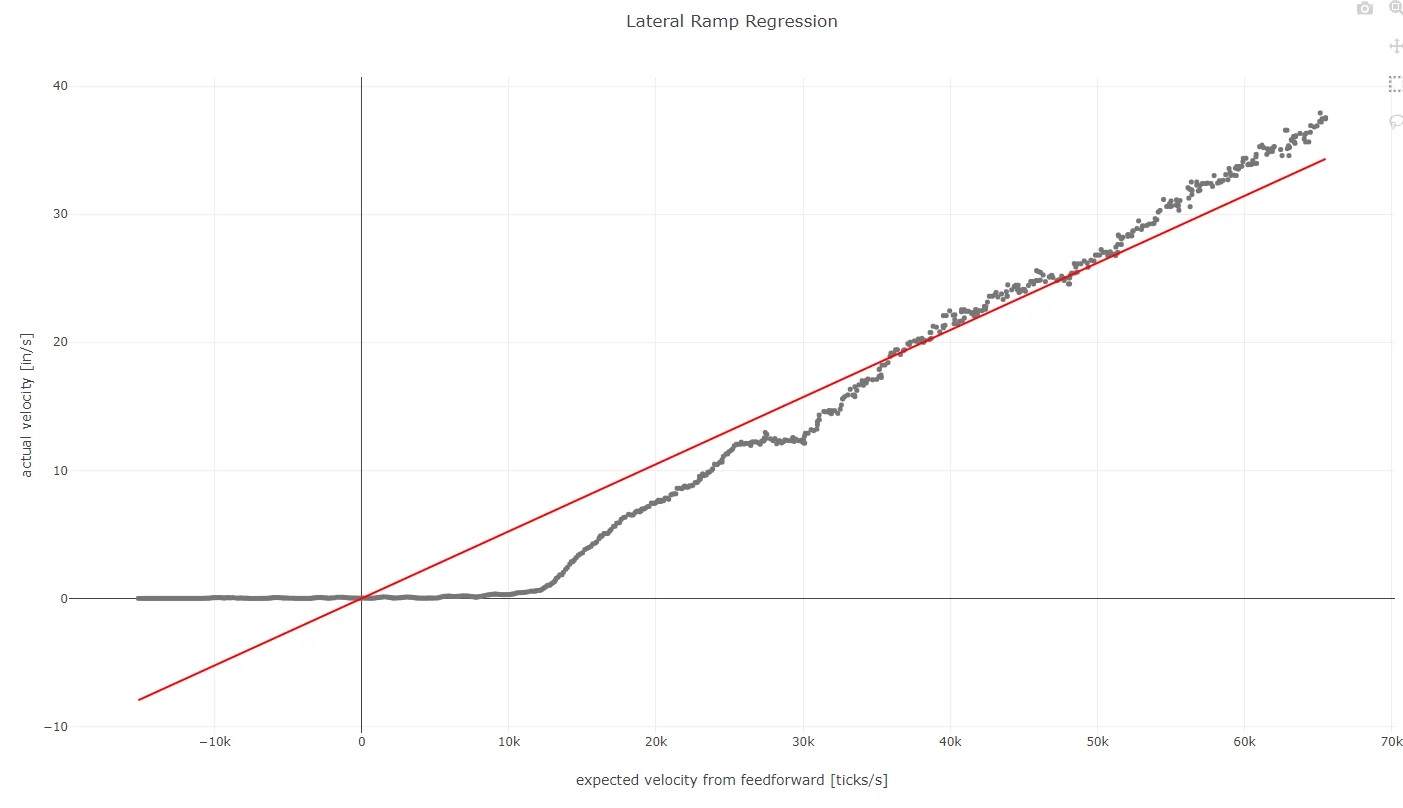 Lateral Ramp Regression
actual velocity [in/s]
40
30
20
10
0
−10
−10k
0
10k
20k
30k
40k
50k
60k
70k
expected velocity from feedforward [ticks/s]